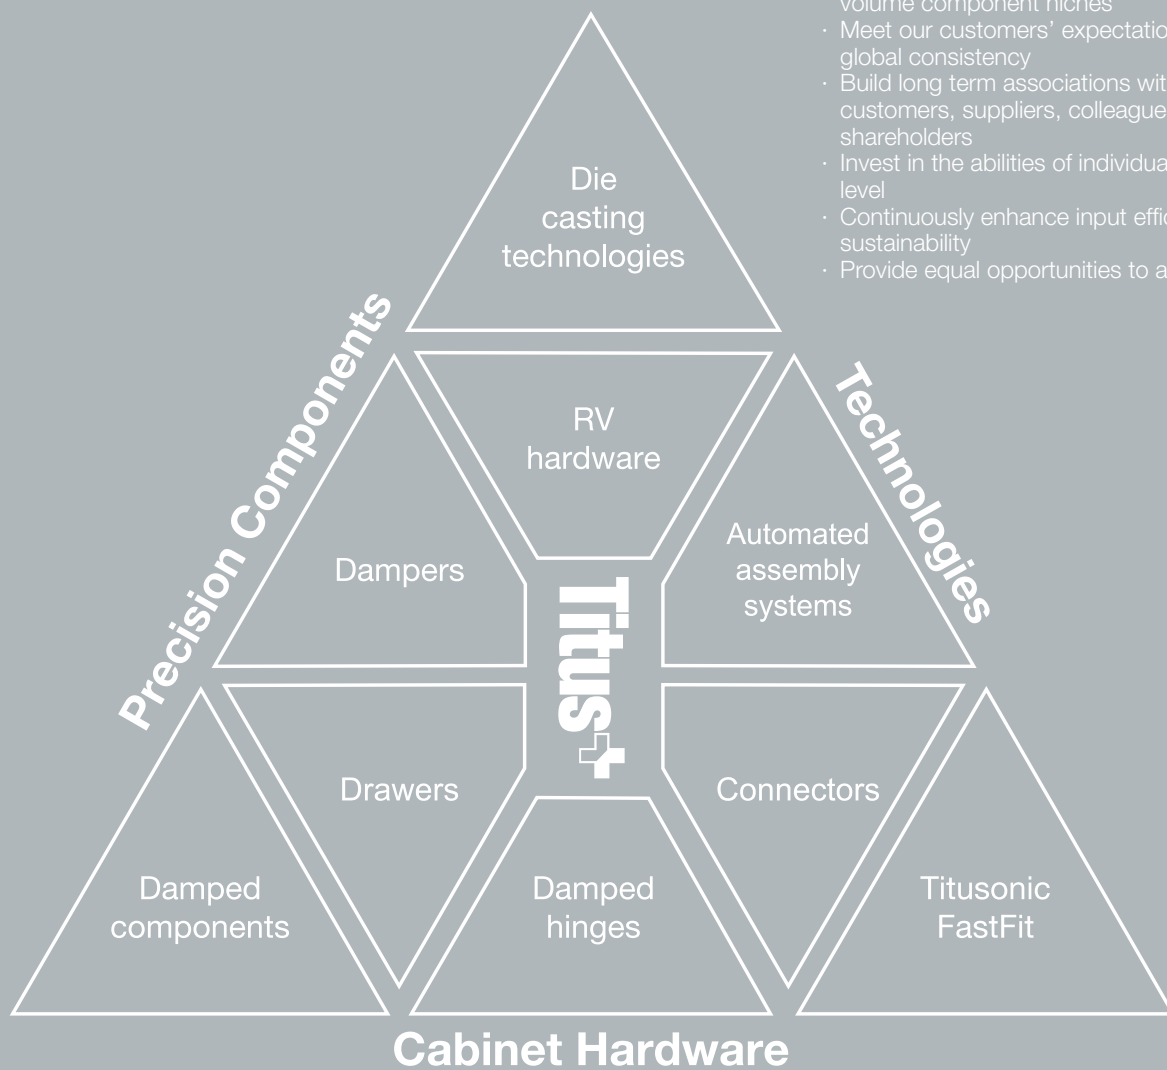 volume component niches
· Meet our customers’ expectatio
global consistency
· Build long term associations wit
customers, suppliers, colleague
shareholders
· Invest in the abilities of individua
level
· Continuously enhance input effi
sustainability
· Provide equal opportunities to a
Die
casting
technologies
Precision Components
Technologies
RV
hardware
Dampers
Automated
assembly
systems
Titus+
Drawers
Connectors
Damped
components
Damped
hinges
Titusonic
FastFit
Cabinet Hardware